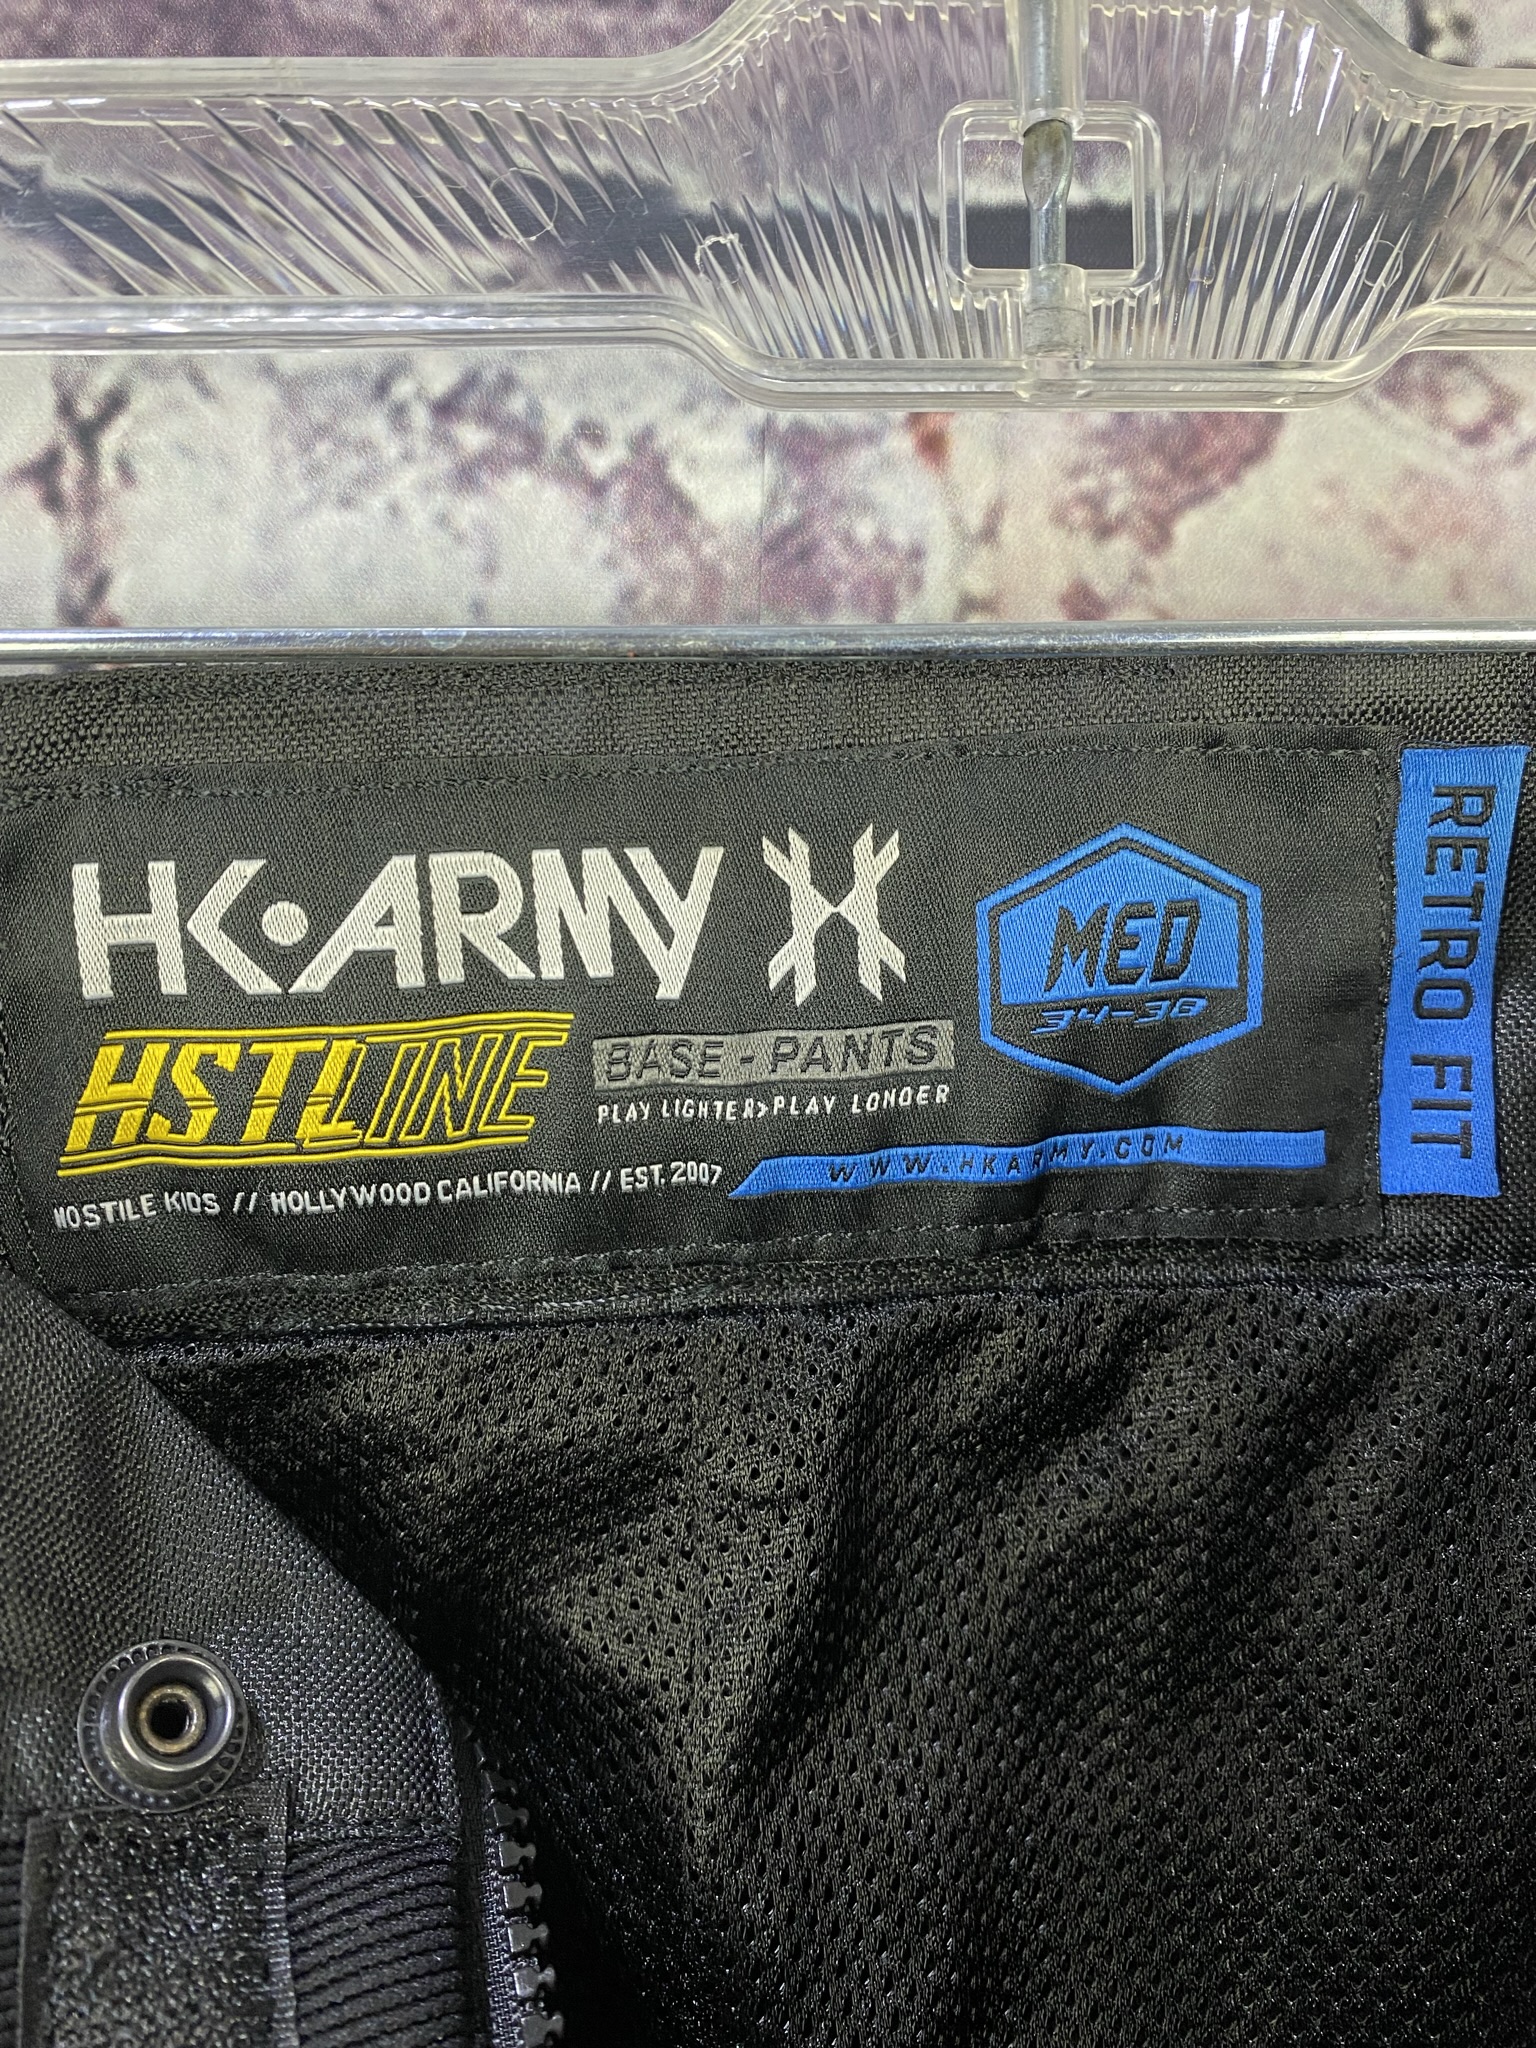 HK ARMY
MED
34-38
HSTLINE
BASE - PANTS
PLAY LIGHTER>PLAY LONGER
HOSTILE KIDS // HOLLYWOOD CALIFORNIA // EST. 2007
WWW.HKARMY.COM
RETRO FIT